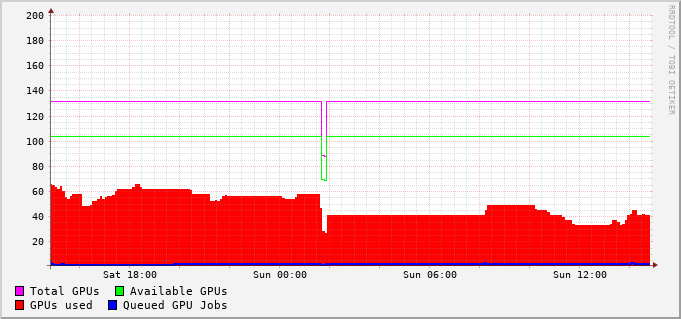 200
180
160
140
120
100
80
60
40
20
Sat 18:00 Sun 00:00 Sun 06:00 Sun 12:00
Total GPUs Available GPUs
GPUs used Queued GPU Jobs
RRDTOOL / TOBI OETIKER